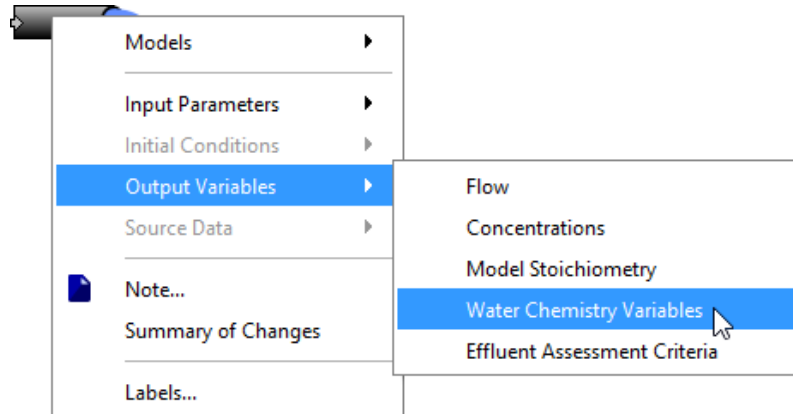 Models
Input Parameters
Initial Conditions
Output Variables
Source Data
Note...
Summary of Changes
Labels...
Flow
Concentrations
Model Stoichiometry
Water Chemistry Variables
Effluent Assessment Criteria